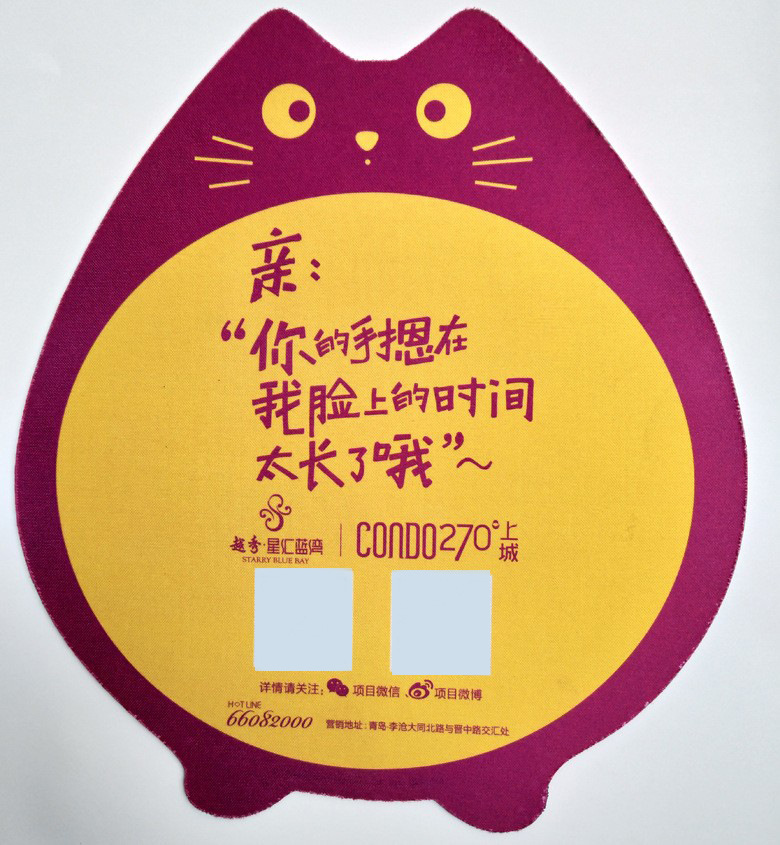 亲：
“你的手摁在
我脸上的时间
太长了哦”～
越秀·星汇蓝湾 | CONDO270°上城
STARRY BLUE BAY
详情请关注： 项目微信、 项目微博
HOT LINE
66082000 营销地址：青岛·李沧大同北路与晋中路交汇处